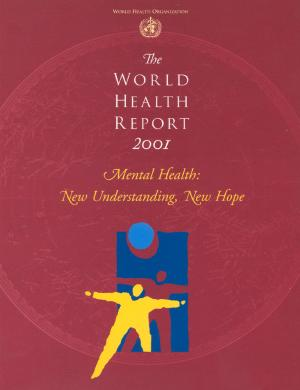 WORLD HEALTH ORGANIZATION
The
WORLD
HEALTH
REPORT
2001
Mental Health:
New Understanding, New Hope